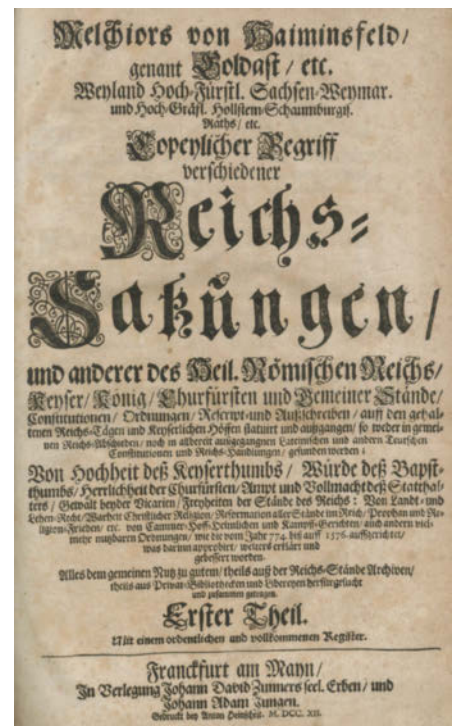 Melchiors von Haiminsfeld/
genant Goldast / etc.
Weyland Hoch-Fürstl. Sachsen-Weymar.
und Hoch-Gräfl. Hollstein-Schaumburgis.
Raths/ etc.
Copeylicher Begriff
verschiedener
Reichs-
Satzungen/
und anderer des Heil. Römischen Reichs/
Keyser/ König/ Churfürsten und Gemeiner Stände/
Constitutionen/ Ordnungen/ Rescript- und Außschreiben/ auff den gehal-
tenen Reichs-Tägen und Keyserlichen Höffen statuirt und außgangen/ so weder in gemei-
nen Reichs-Abschieden/ noch in allbereit außgegangnen Lateinischen und andern Teutschen
Constitutionen und Reichs-Handlungen/ gefunden werden:
Von Hochheit deß Keyserthumbs/ Würde deß Bapst-
thumbs/ Herrlichkeit der Churfürsten/ Ampt und Vollmacht deß Statthal-
ters/ Gewalt beyder Vicarien/ Freyheiten der Stände des Reichs: Von Landt- und
Lehen-Recht/ Warheit Christlicher Religion/ Reformation aller Stände im Reich/ Prophan und Re-
ligion-Frieden/ etc. von Cammer-Hoff-Heimlichen und Kampff-Gerichten/ auch andern viel-
mehr nutzbaren Ordnungen/ wie die vom Jahr 774. biß auff 1576. auffgerichtet/
was darinn approbirt/ weiters erklärt und
gebessert worden.
Alles dem gemeinen Nutz zu gutem/ theils auß der Reichs-Stände Archiven/
theils aus Privat-Bibliothecken und Libereyen herfürgesucht
und zusammen getragen.
Erster Theil.
Mit einem ordentlichen und vollkommenen Register.
Franckfurt am Mayn/
In Verlegung Johann David Zunners seel. Erben/ und
Johann Adam Jungen.
Gedruckt bey Anton Heinscheit. M. DCC. XII.